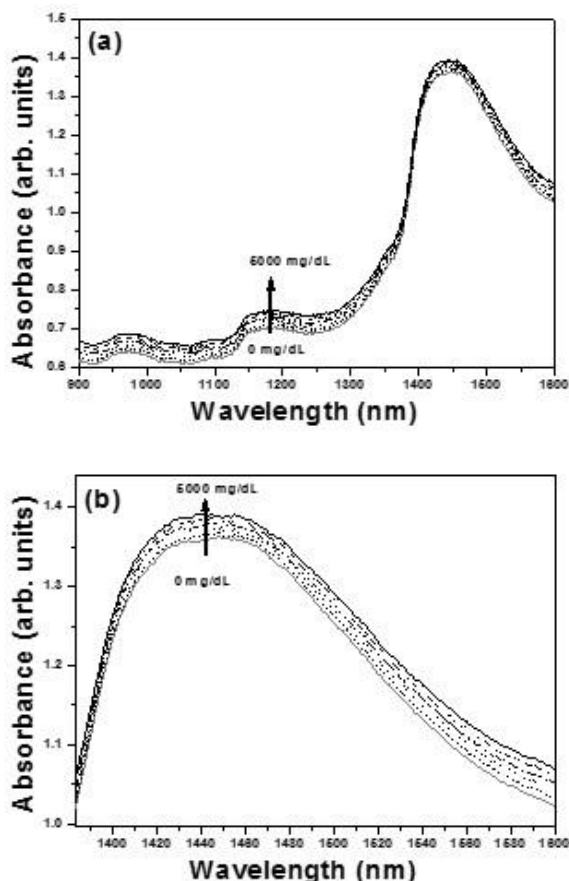 (a)
1.5
1.4
1.3
1.2
1.1
1.0
0.9
0.8
0.7
0.6
Absorbance (arb. units)
5000 mg/dL
0 mg/dL
900 1000 1100 1200 1300 1400 1500 1600
Wavelength (nm)
(b)
1.4
1.3
1.2
1.1
1.0
Absorbance (arb. units)
5000 mg/dL
0 mg/dL
1400 1420 1440 1460 1480 1500 1520 1540 1560 1580 1600
Wavelength (nm)